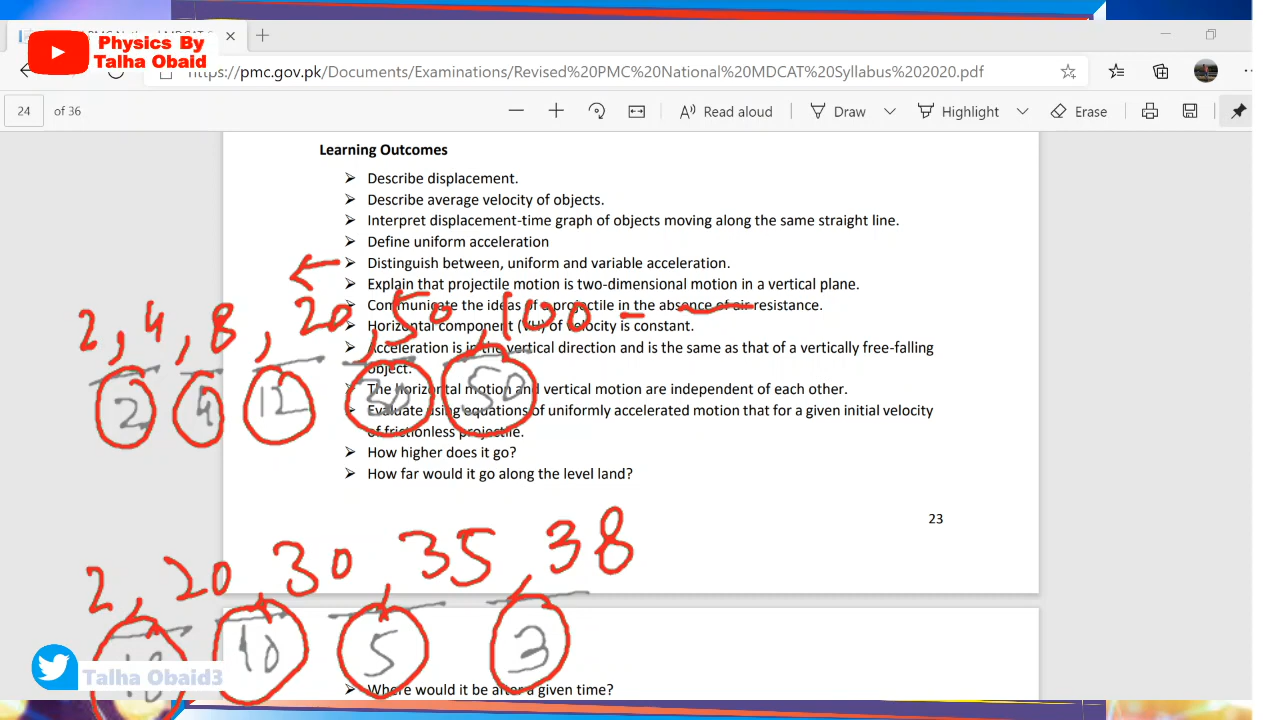 Physics By
Talha Obaid
https://pmc.gov.pk/Documents/Examinations/Revised%20PMC%20National%20MDCAT%20Syllabus%202020.pdf
24 of 36
Read aloud
Draw
Highlight
Erase
Learning Outcomes
➢ Describe displacement.
➢ Describe average velocity of objects.
➢ Interpret displacement-time graph of objects moving along the same straight line.
➢ Define uniform acceleration
➢ Distinguish between, uniform and variable acceleration.
➢ Explain that projectile motion is two-dimensional motion in a vertical plane.
➢ Communicate the ideas of a projectile in the absence of air resistance.
➢ Horizontal component (VH) of velocity is constant.
➢ Acceleration is in the vertical direction and is the same as that of a vertically free-falling
object.
➢ The Horizontal motion and vertical motion are independent of each other.
➢ Evaluate using equations of uniformly accelerated motion that for a given initial velocity
of frictionless projectile.
➢ How higher does it go?
➢ How far would it go along the level land?
2, 4, 8, 20, 50, 100 - —
2 4 12 30 50
23
2, 20, 30, 35, 38
18 10 5 3
➢ Where would it be after a given time?
Talha Obaid3